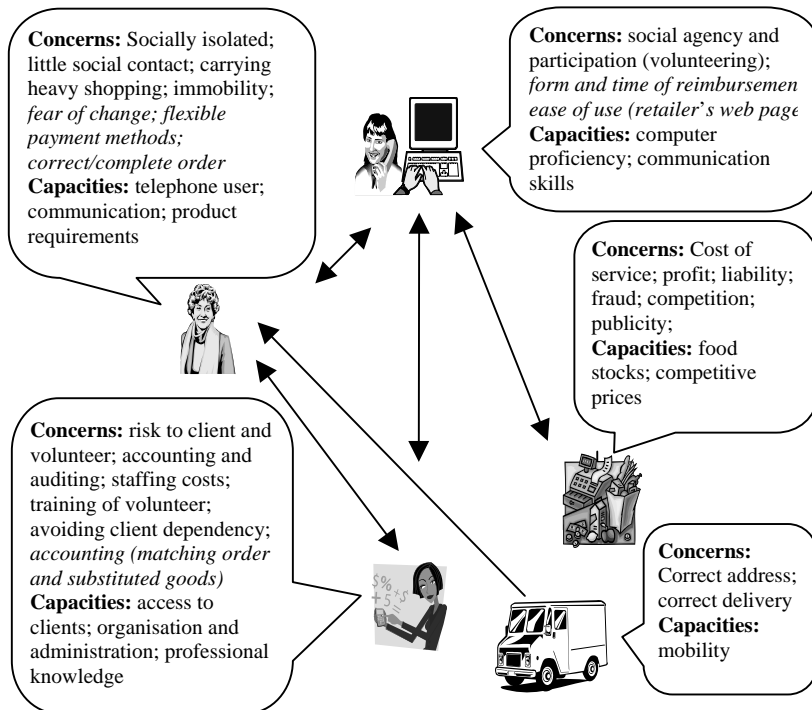 Concerns: Socially isolated;
little social contact; carrying
heavy shopping; immobility;
fear of change; flexible
payment methods;
correct/complete order
Capacities: telephone user;
communication; product
requirements
Concerns: social agency and
participation (volunteering);
form and time of reimbursemen
ease of use (retailer's web page
Capacities: computer
proficiency; communication
skills
Concerns: Cost of
service; profit; liability;
fraud; competition;
publicity;
Capacities: food
stocks; competitive
prices
Concerns: risk to client and
volunteer; accounting and
auditing; staffing costs;
training of volunteer;
avoiding client dependency;
accounting (matching order
and substituted goods)
Capacities: access to
clients; organisation and
administration; professional
knowledge
$%
+$
+5=
Concerns:
Correct address;
correct delivery
Capacities:
mobility